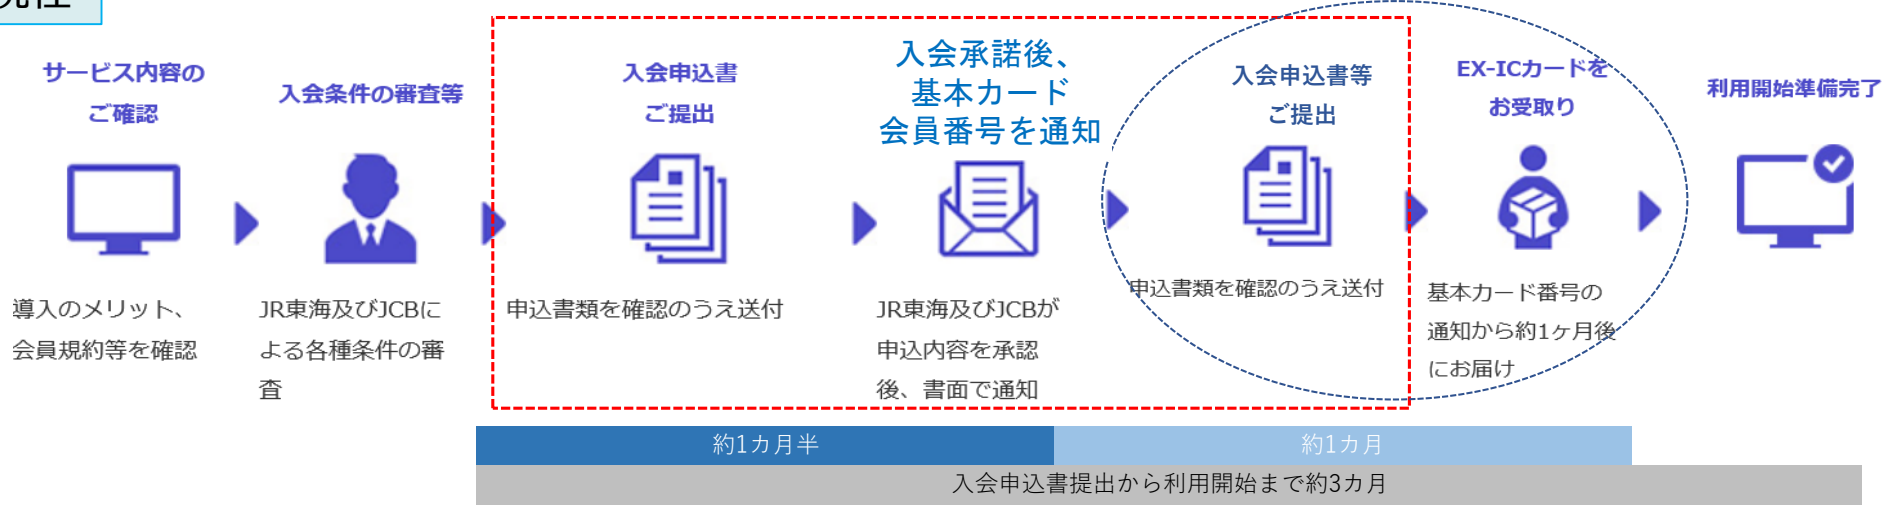 サービス内容の
ご確認
入会条件の審査等
入会申込書
ご提出
入会承諾後、
基本カード
会員番号を通知
入会申込書等
ご提出
EX-ICカードを
お受取り
利用開始準備完了
導入のメリット、
会員規約等を確認
JR東海及びJCBに
よる各種条件の審
査
申込書類を確認のうえ送付
JR東海及びJCBが
申込内容を承認
後、書面で通知
申込書類を確認のうえ送付
基本カード番号の
通知から約1ヶ月後
にお届け
約1カ月半
約1カ月
入会申込書提出から利用開始まで約3カ月